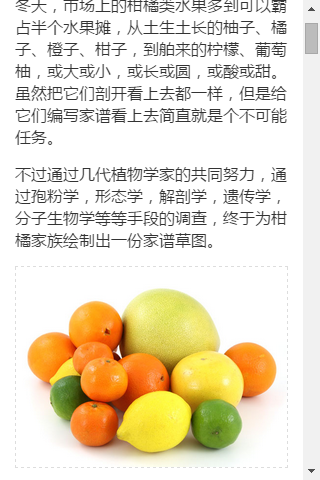 冬天，市场上的柑橘类水果多到可以霸
占半个水果摊，从土生土长的柚子、橘
子、橙子、柑子，到舶来的柠檬、葡萄
柚，或大或小，或长或圆，或酸或甜。
虽然把它们剖开看上去都一样，但是给
它们编写家谱看上去简直就是个不可能
任务。
不过通过几代植物学家的共同努力，通
过孢粉学，形态学，解剖学，遗传学，
分子生物学等等手段的调查，终于为柑
橘家族绘制出一份家谱草图。